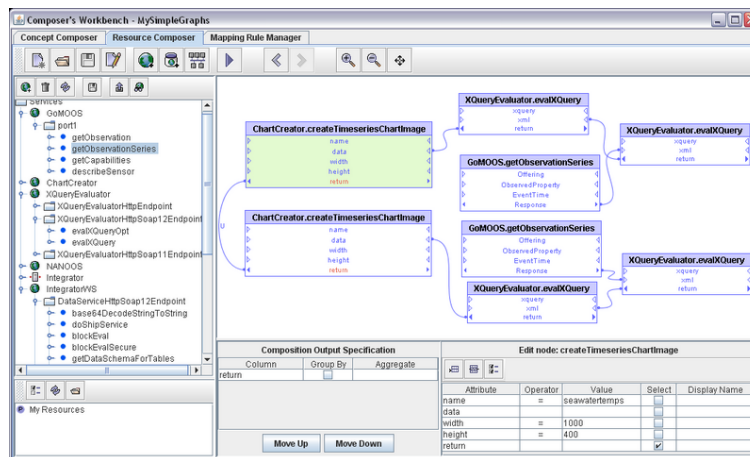 Composer's Workbench - MySimpleGraphs
Concept Composer Resource Composer Mapping Rule Manager
Services
GoMOOS
port1
getObservation
getObservationSeries
getCapabilities
describeSensor
ChartCreator
XQueryEvaluator
XQueryEvaluatorHttpEndpoint
XQueryEvaluatorHttpSoap12Endpoint
evalXQueryOpt
evalXQuery
XQueryEvaluatorHttpSoap11Endpoint
NANOOS
Integrator
IntegratorWS
DataServiceHttpSoap12Endpoint
base64DecodeStringToString
doShipService
blockEval
blockEvalSecure
getDataSchemaForTables
My Resources
ChartCreator.createTimeseriesChartImage
name
data
width
height
return
U
ChartCreator.createTimeseriesChartImage
name
data
width
height
return
XQueryEvaluator.evalXQuery
xquery
xml
return
GoMOOS.getObservationSeries
Offering
ObservedProperty
EventTime
Response
XQueryEvaluator.evalXQuery
xquery
xml
return
GoMOOS.getObservationSeries
Offering
ObservedProperty
EventTime
Response
XQueryEvaluator.evalXQuery
xquery
xml
return
XQueryEvaluator.evalXQuery
xquery
xml
return
Composition Output Specification
Column Group By Aggregate
return
Move Up Move Down
Edit node: createTimeseriesChartImage
Attribute Operator Value Select Display Name
name = seawatertemps
data
width = 1000
height = 400
return